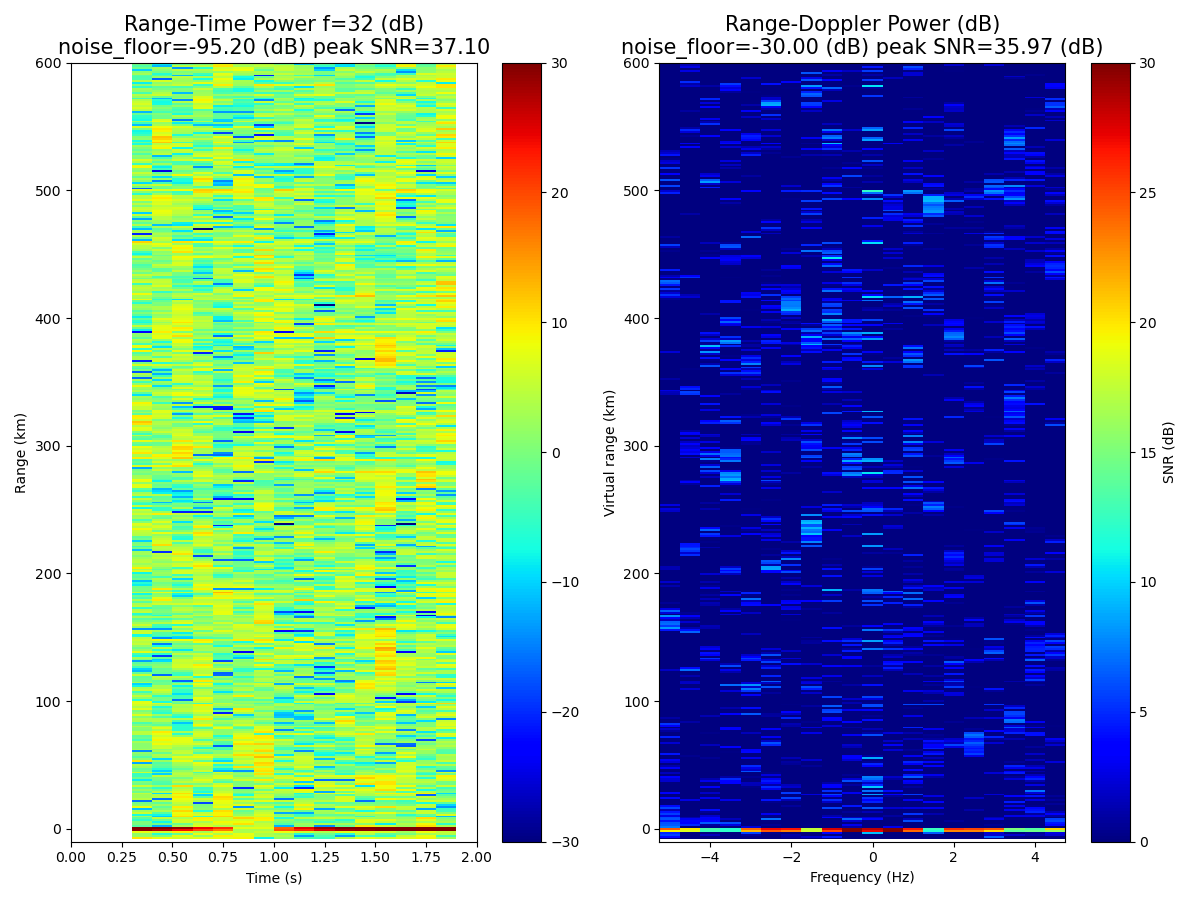 Range-Time Power f=32 (dB)
noise_floor=-95.20 (dB) peak SNR=37.10
Range-Doppler Power (dB)
noise_floor=-30.00 (dB) peak SNR=35.97 (dB)
600
500
400
300
200
100
0
Range (km)
0.00 0.25 0.50 0.75 1.00 1.25 1.50 1.75 2.00
Time (s)
30
20
10
0
−10
−20
−30
600
500
400
300
200
100
0
Virtual range (km)
−4 −2 0 2 4
Frequency (Hz)
30
25
20
15
10
5
0
SNR (dB)